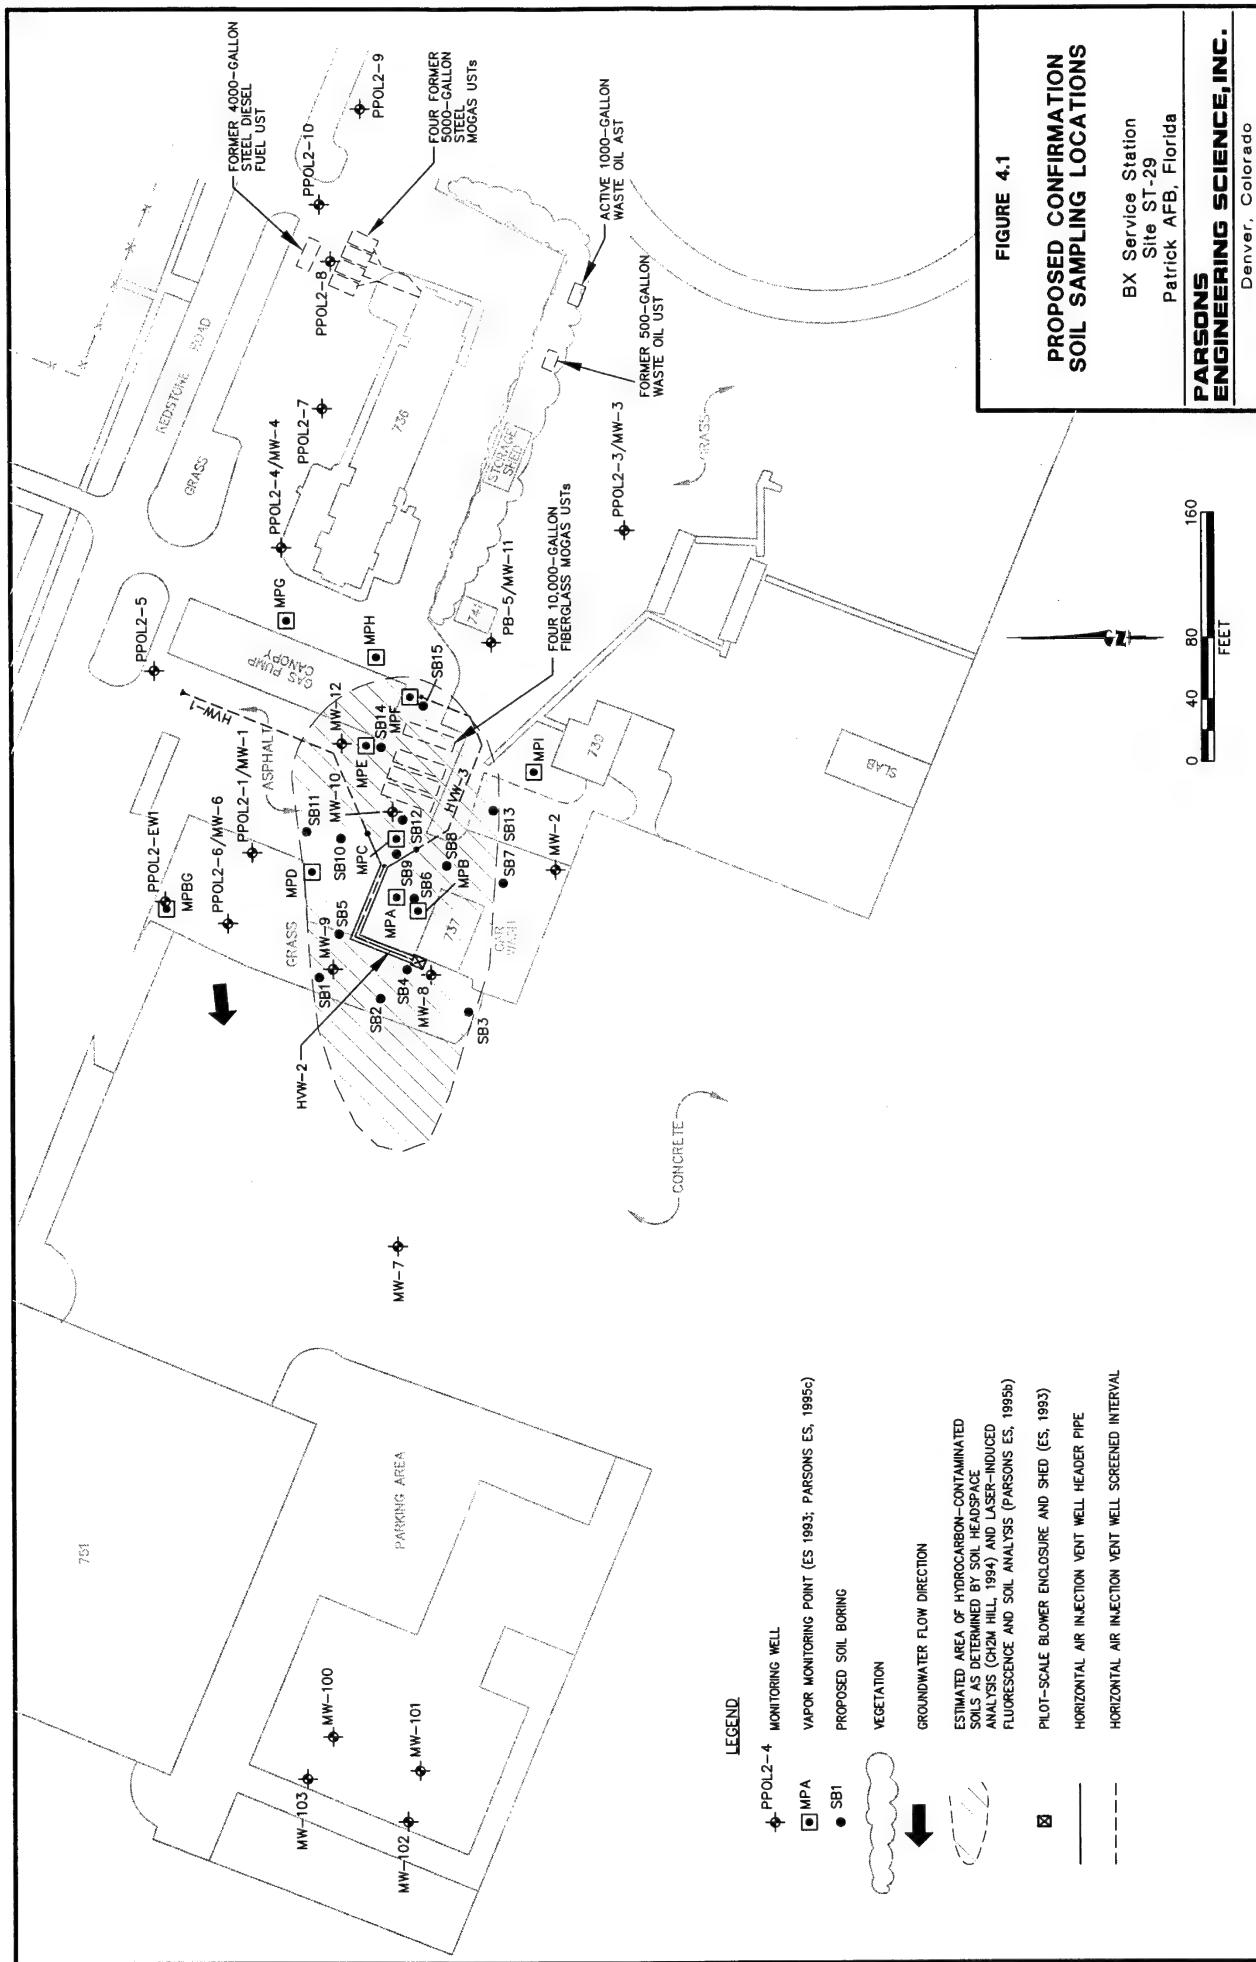 FORMER 4000-GALLON
STEEL DIESEL
FUEL UST
PPOL2-10
PPOL2-9
FOUR FORMER
5000-GALLON
STEEL
MOGAS USTs
PPOL2-8
REDSTONE ROAD
GRASS
PPOL2-7
736
ACTIVE 1000-GALLON
WASTE OIL AST
FORMER 500-GALLON
WASTE OIL UST
STORAGE
SHED
PPOL2-4/MW-4
PPOL2-3/MW-3
GRASS
PPOL2-5
MPG
MPH
GAS PUMP
CANOPY
741
PB-5/MW-11
FOUR 10,000-GALLON
FIBERGLASS MOGAS USTs
HVW-1
ASPHALT
MW-12
SB14
MPF
SB15
MPE
MW-10
HVW-3
MPI
730
SLAB
PPOL2-EW1
MPBG
PPOL2-6/MW-6
PPOL2-1/MW-1
SB11
SB10
MPC
SB12
SB9
SB8
SB13
MPD
MPA
SB6
MPB
SB7
MW-2
GRASS
SB5
MW-9
SB1
SB2
SB4
MW-8
737
CAR
WASH
SB3
HVW-2
CONCRETE
MW-7
751
PARKING AREA
MW-100
MW-103
MW-101
MW-102
LEGEND
PPOL2-4 MONITORING WELL
MPA VAPOR MONITORING POINT (ES 1993; PARSONS ES, 1995c)
SB1 PROPOSED SOIL BORING
VEGETATION
GROUNDWATER FLOW DIRECTION
ESTIMATED AREA OF HYDROCARBON-CONTAMINATED
SOILS AS DETERMINED BY SOIL HEADSPACE
ANALYSIS (CH2M HILL, 1994) AND LASER-INDUCED
FLUORESCENCE AND SOIL ANALYSIS (PARSONS ES, 1995b)
PILOT-SCALE BLOWER ENCLOSURE AND SHED (ES, 1993)
HORIZONTAL AIR INJECTION VENT WELL HEADER PIPE
HORIZONTAL AIR INJECTION VENT WELL SCREENED INTERVAL
N
0 40 80 160
FEET
FIGURE 4.1
PROPOSED CONFIRMATION
SOIL SAMPLING LOCATIONS
BX Service Station
Site ST-29
Patrick AFB, Florida
PARSONS
ENGINEERING SCIENCE, INC.
Denver, Colorado